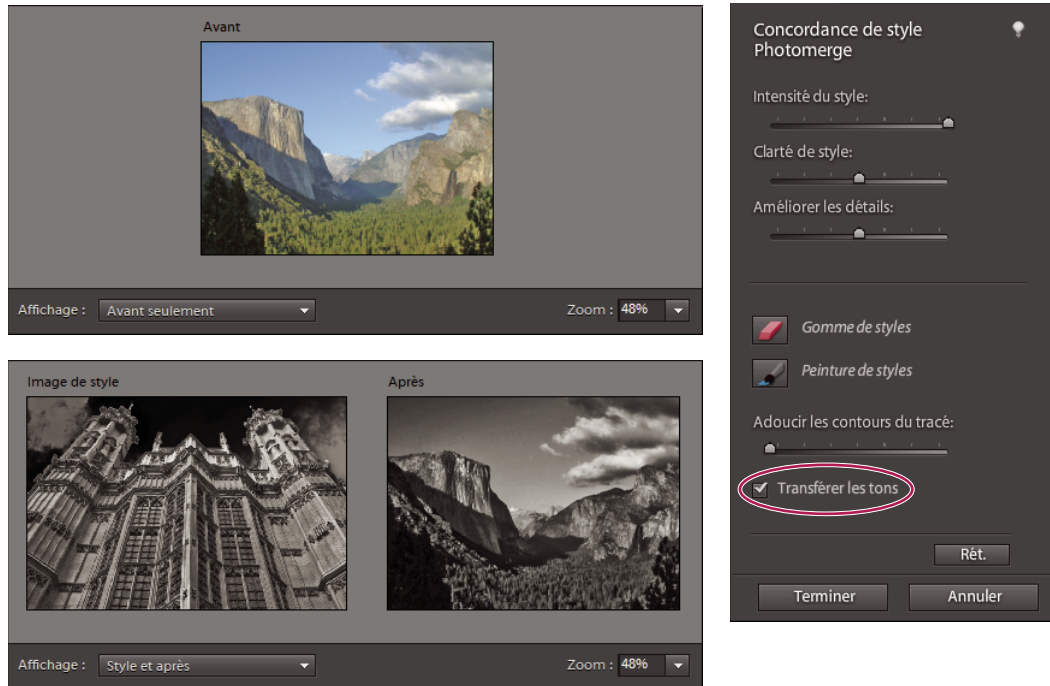 Avant
Affichage :
Avant seulement
Zoom :
48%
Image de style
Après
Affichage :
Style et après
Zoom :
48%
Concordance de style
Photomerge
Intensité du style:
Clarté de style:
Améliorer les détails:
Gomme de styles
Peinture de styles
Adoucir les contours du tracé:
Transférer les tons
Rét.
Terminer
Annuler